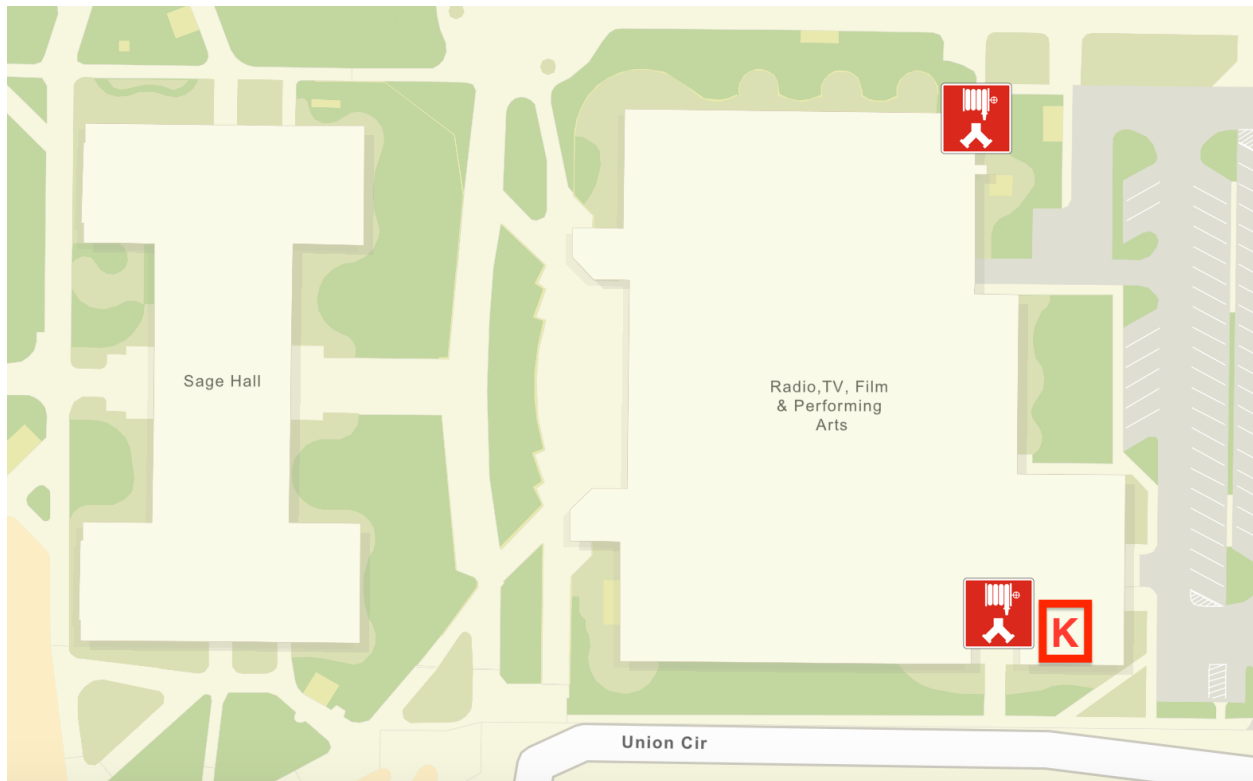 Sage Hall
Radio,TV, Film
& Performing
Arts
K
Union Cir